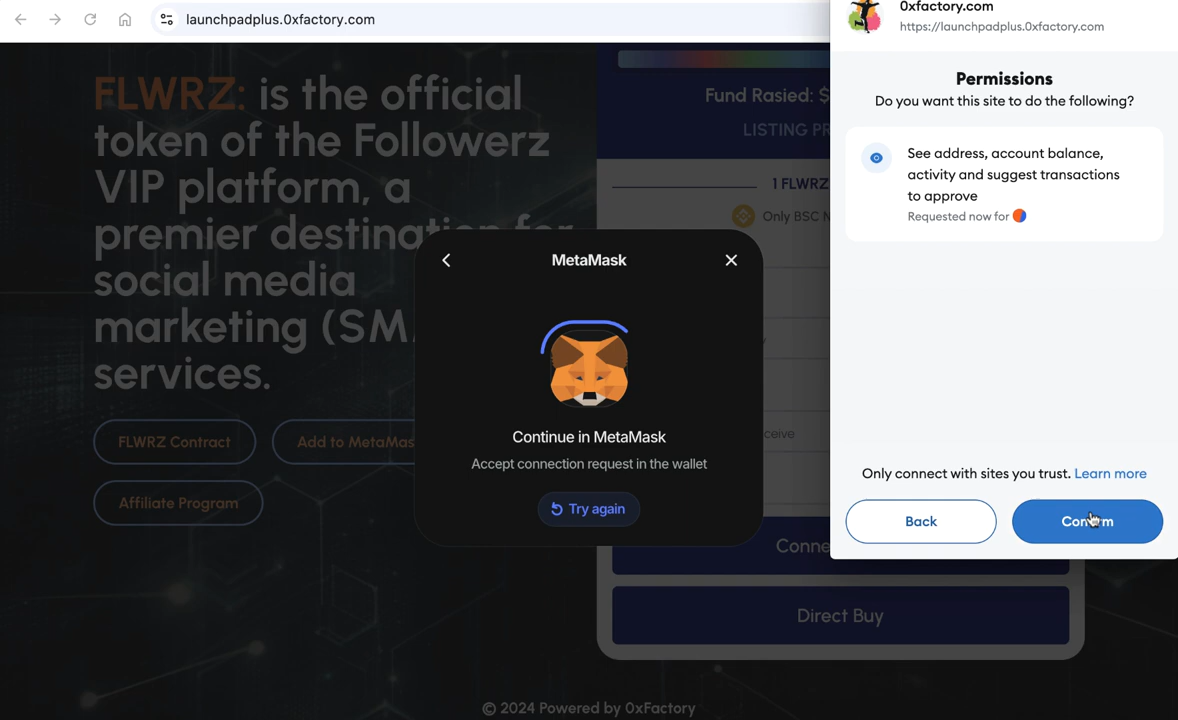 launchpadplus.0xfactory.com
FLWRZ: is the official
token of the Followerz
VIP platform, a
premier destination for
social media
marketing (SM
services.
FLWRZ Contract
Add to MetaMas
Affiliate Program
Fund Rasied: $
LISTING PR
1 FLWRZ
Only BSC N
ceive
Conne
Direct Buy
© 2024 Powered by 0xFactory
MetaMask
Continue in MetaMask
Accept connection request in the wallet
Try again
0xfactory.com
https://launchpadplus.0xfactory.com
Permissions
Do you want this site to do the following?
See address, account balance,
activity and suggest transactions
to approve
Requested now for
Only connect with sites you trust. Learn more
Back
Confirm